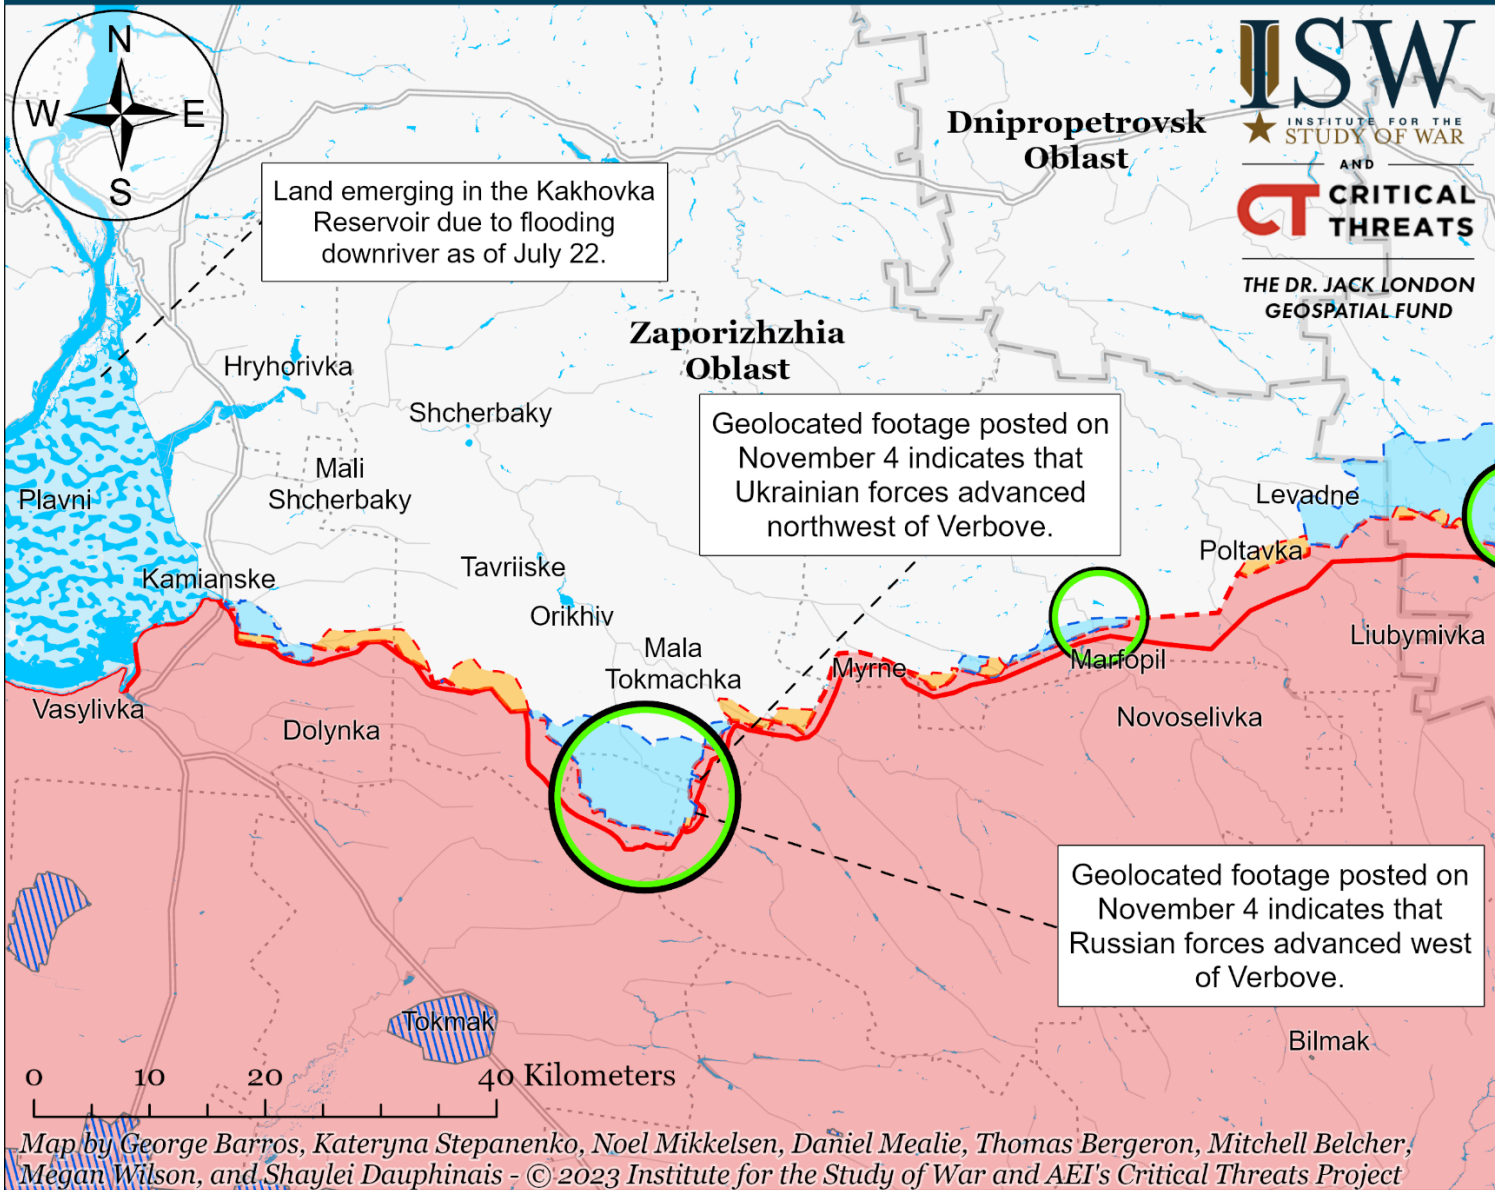 N
W
E
S
ISW
INSTITUTE FOR THE
STUDY OF WAR
AND
CT CRITICAL
THREATS
THE DR. JACK LONDON
GEOSPATIAL FUND
Dnipropetrovsk
Oblast
Land emerging in the Kakhovka
Reservoir due to flooding
downriver as of July 22.
Zaporizhzhia
Oblast
Hryhorivka
Shcherbaky
Geolocated footage posted on
November 4 indicates that
Ukrainian forces advanced
northwest of Verbove.
Mali
Shcherbaky
Plavni
Levadne
Poltavka
Tavriiske
Kamianske
Orikhiv
Liubymivka
Mala
Tokmachka
Myrne
Marfopil
Vasylivka
Dolynka
Novoselivka
Geolocated footage posted on
November 4 indicates that
Russian forces advanced west
of Verbove.
Tokmak
Bilmak
0 10 20 40 Kilometers
Map by George Barros, Kateryna Stepanenko, Noel Mikkelsen, Daniel Mealie, Thomas Bergeron, Mitchell Belcher,
Megan Wilson, and Shaylei Dauphinais - © 2023 Institute for the Study of War and AEI's Critical Threats Project